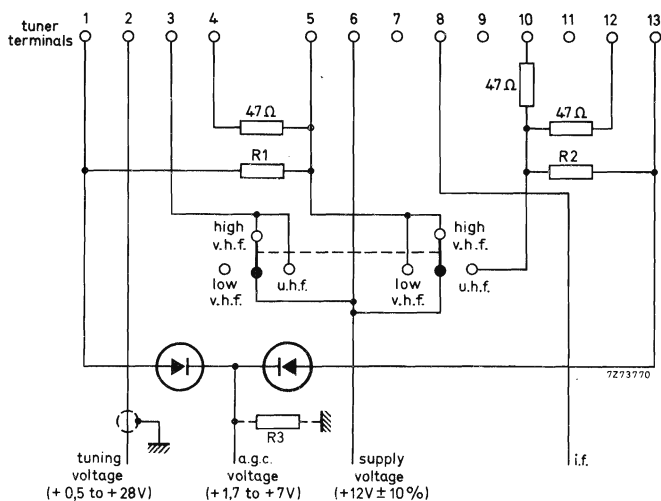 tuner
terminals
1 2 3 4 5 6 7 8 9 10 11 12 13
47Ω
47Ω
47Ω
R1
R2
high
v.h.f.
low
v.h.f.
u.h.f.
high
v.h.f.
low
v.h.f.
u.h.f.
7Z73770
R3
tuning
voltage
(+0,5 to +28V)
a.g.c.
voltage
(+1,7 to +7V)
supply
voltage
(+12V±10%)
i.f.